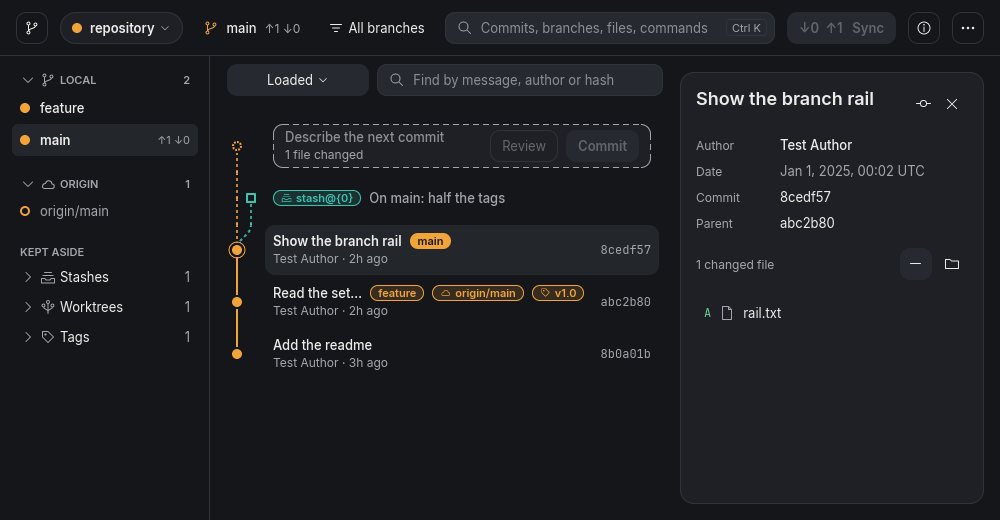 repository
main ↑1 ↓0
All branches
Commits, branches, files, commands Ctrl K
↓0 ↑1 Sync
LOCAL 2
feature
main ↑1 ↓0
ORIGIN 1
origin/main
KEPT ASIDE
Stashes 1
Worktrees 1
Tags 1
Loaded
Find by message, author or hash
Describe the next commit
1 file changed
Review
Commit
stash@{0} On main: half the tags
Show the branch rail main
Test Author · 2h ago
8cedf57
Read the set... feature origin/main v1.0
Test Author · 2h ago
abc2b80
Add the readme
Test Author · 3h ago
8b0a01b
Show the branch rail
Author Test Author
Date Jan 1, 2025, 00:02 UTC
Commit 8cedf57
Parent abc2b80
1 changed file
A rail.txt